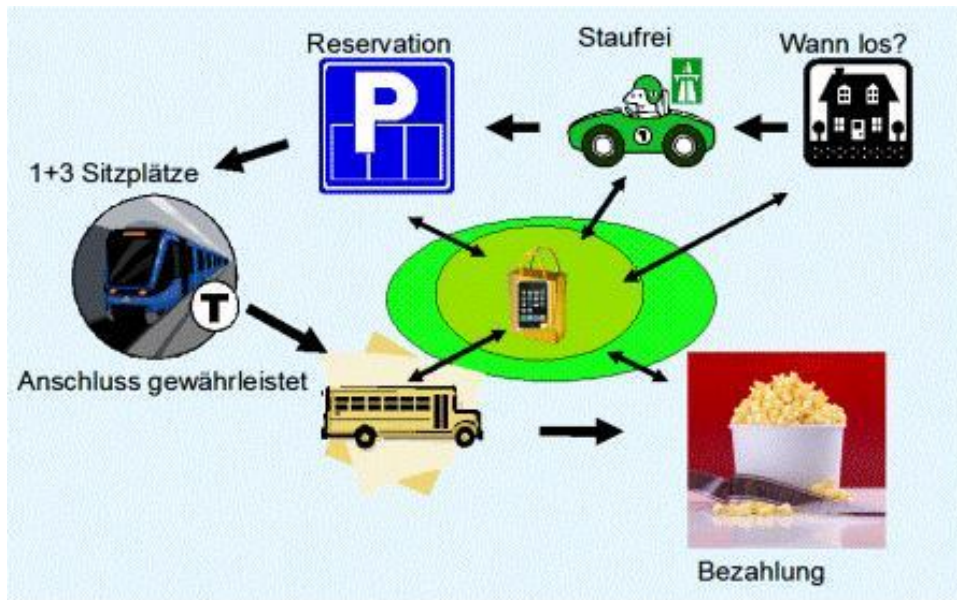 Reservation
Staufrei
Wann los?
P
1+3 Sitzplätze
T
Anschluss gewährleistet
Bezahlung